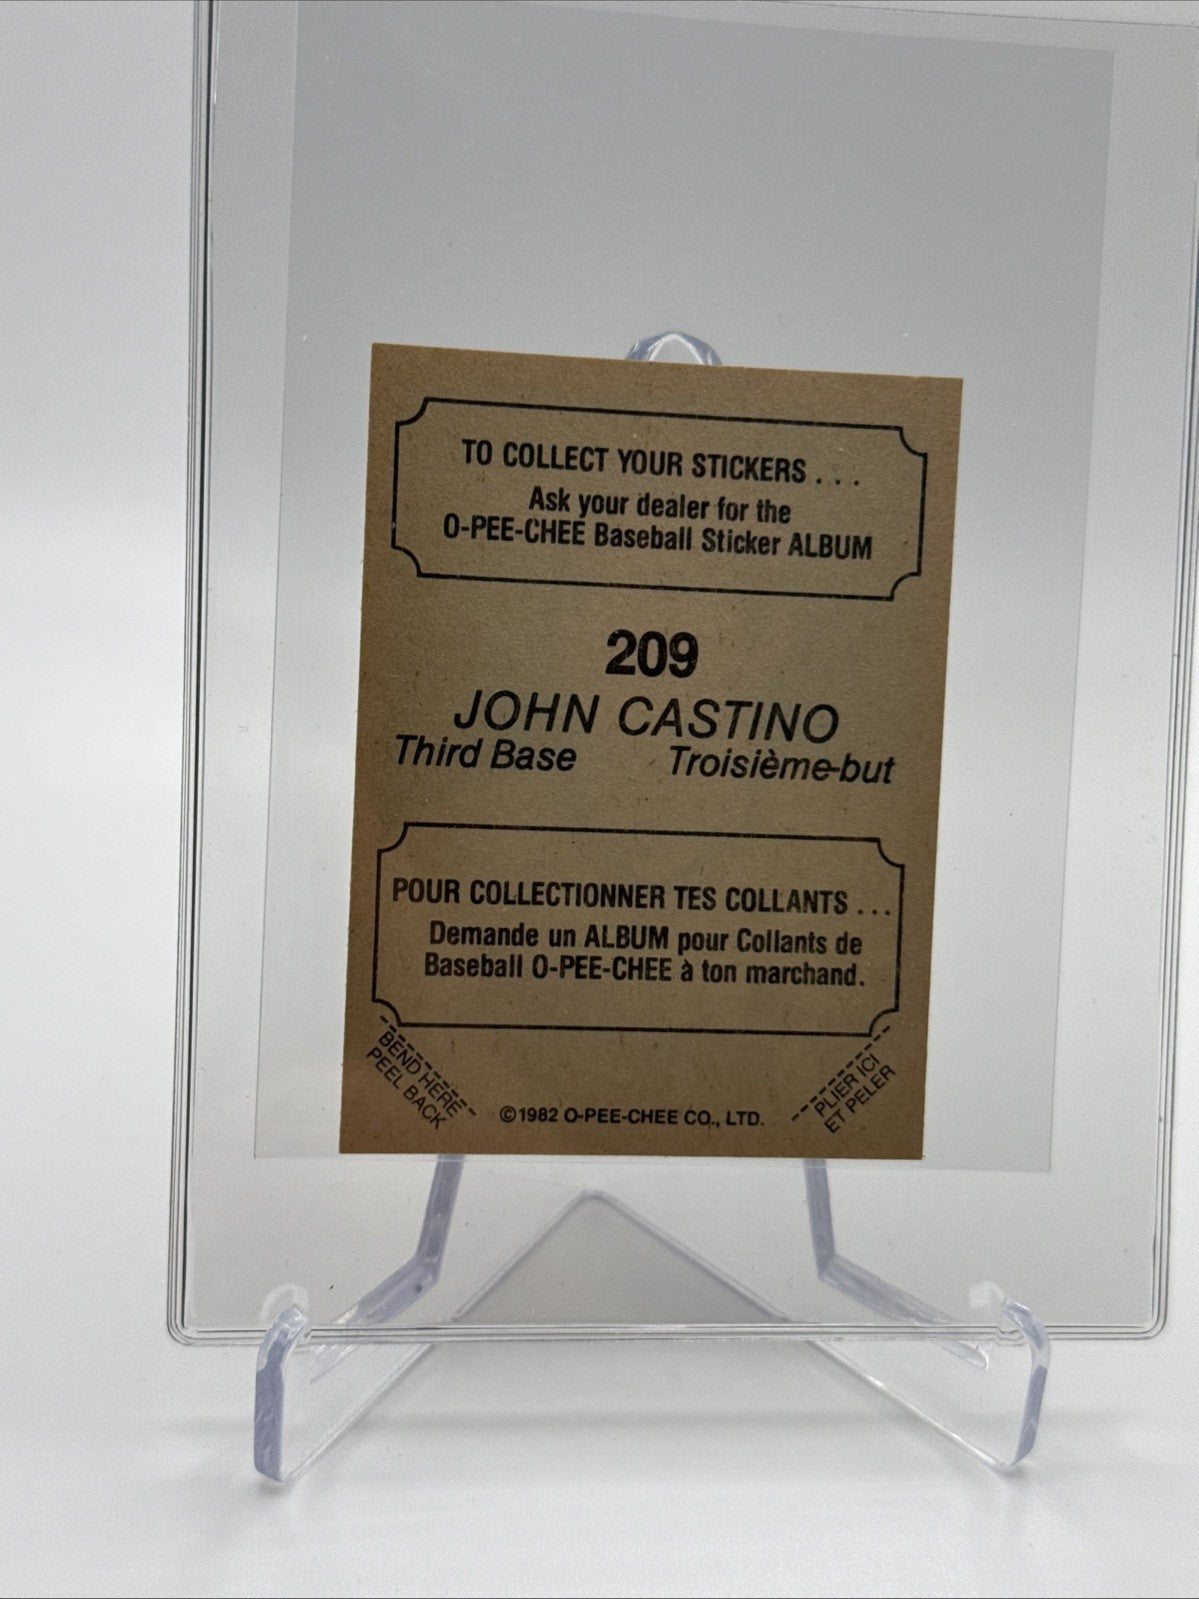 TO COLLECT YOUR STICKERS . . .
Ask your dealer for the
O-PEE-CHEE Baseball Sticker ALBUM
209
JOHN CASTINO
Third Base Troisième-but
POUR COLLECTIONNER TES COLLANTS . . .
Demande un ALBUM pour Collants de
Baseball O-PEE-CHEE à ton marchand.
BEND HERE
PEEL BACK
©1982 O-PEE-CHEE CO., LTD.
PLIER ICI
ET PELER